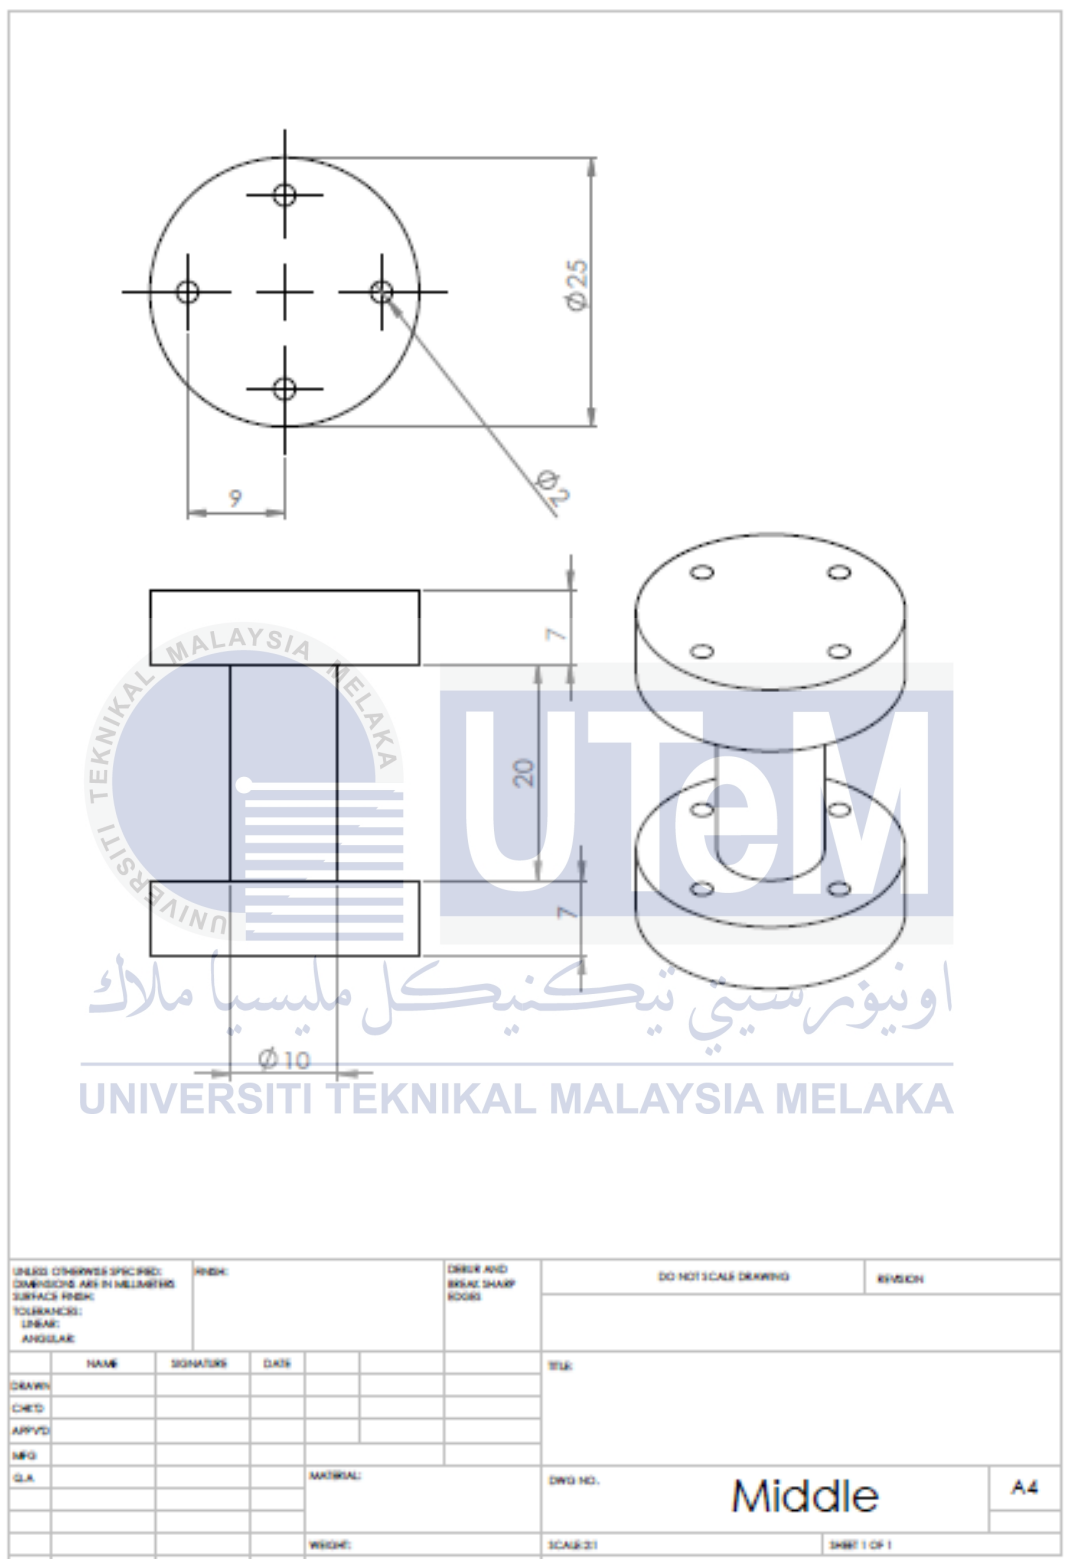 Ø25
Ø2
9
7
20
7
Ø10
UNIVERSITI TEKNIKAL MALAYSIA MELAKA
UTeM
اونيۏرسيتي تيكنيكل مليسيا ملاك
UNIVERSITI TEKNIKAL MALAYSIA MELAKA
UNLESS OTHERWISE SPECIFIED:
DIMENSIONS ARE IN MILLIMETERS
SURFACE FINISH:
TOLERANCES:
LINEAR:
ANGULAR:
FINISH:
DEBUR AND
BREAK SHARP
EDGES
DO NOT SCALE DRAWING
REVISION
NAME SIGNATURE DATE
TITLE:
DRAWN
CHK'D
APPV'D
MFG
Q.A
MATERIAL:
DWG NO.
Middle
A4
WEIGHT:
SCALE:2:1
SHEET 1 OF 1